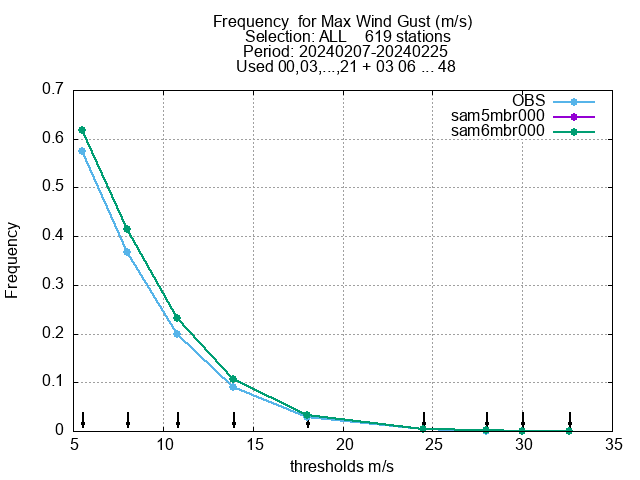 Frequency  for Max Wind Gust (m/s)
Selection: ALL    619 stations
Period: 20240207-20240225
Used 00,03,...,21 + 03 06 ... 48
OBS
sam5mbr000
sam6mbr000
0.7
0.6
0.5
0.4
0.3
0.2
0.1
0
Frequency
5 10 15 20 25 30 35
thresholds m/s